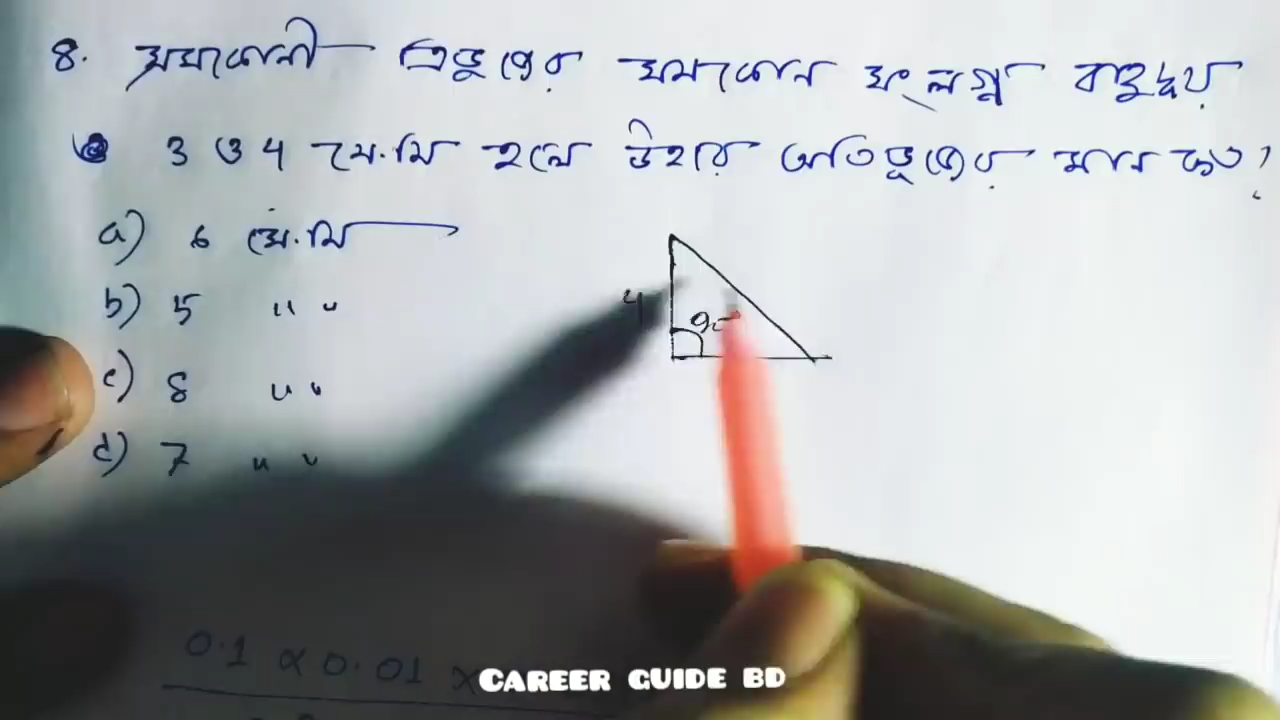 8. সমকোণী ত্রিভুজের সমকোণ সংলগ্ন বাহুদ্বয়
3 ও 4 সে.মি হলে উহার অতিভূজের মান কত?
a) 6 সে.মি
b) 5 " "
c) 8 " "
d) 7 " "
4
90°
0.1 × 0.01 ×
CAREER GUIDE BD